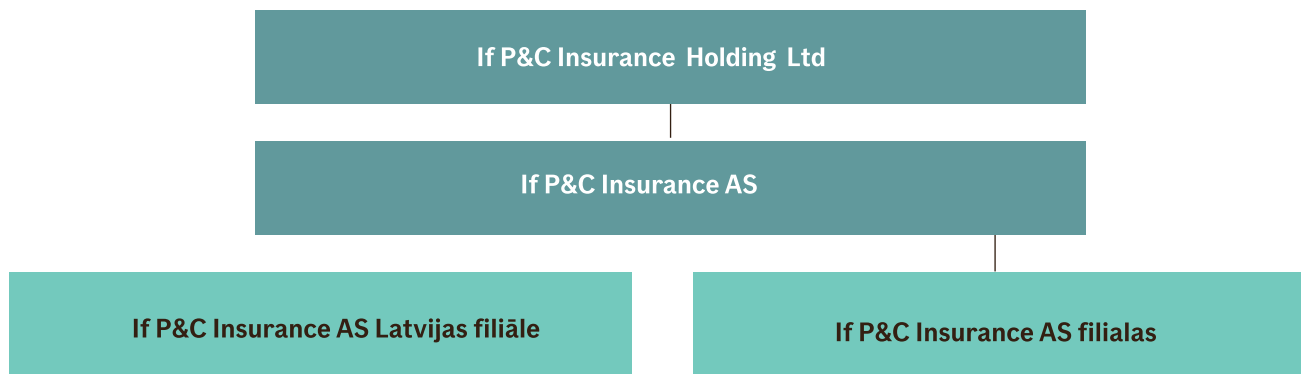 If P&C Insurance Holding Ltd
If P&C Insurance AS
If P&C Insurance AS Latvijas filiāle
If P&C Insurance AS filialas